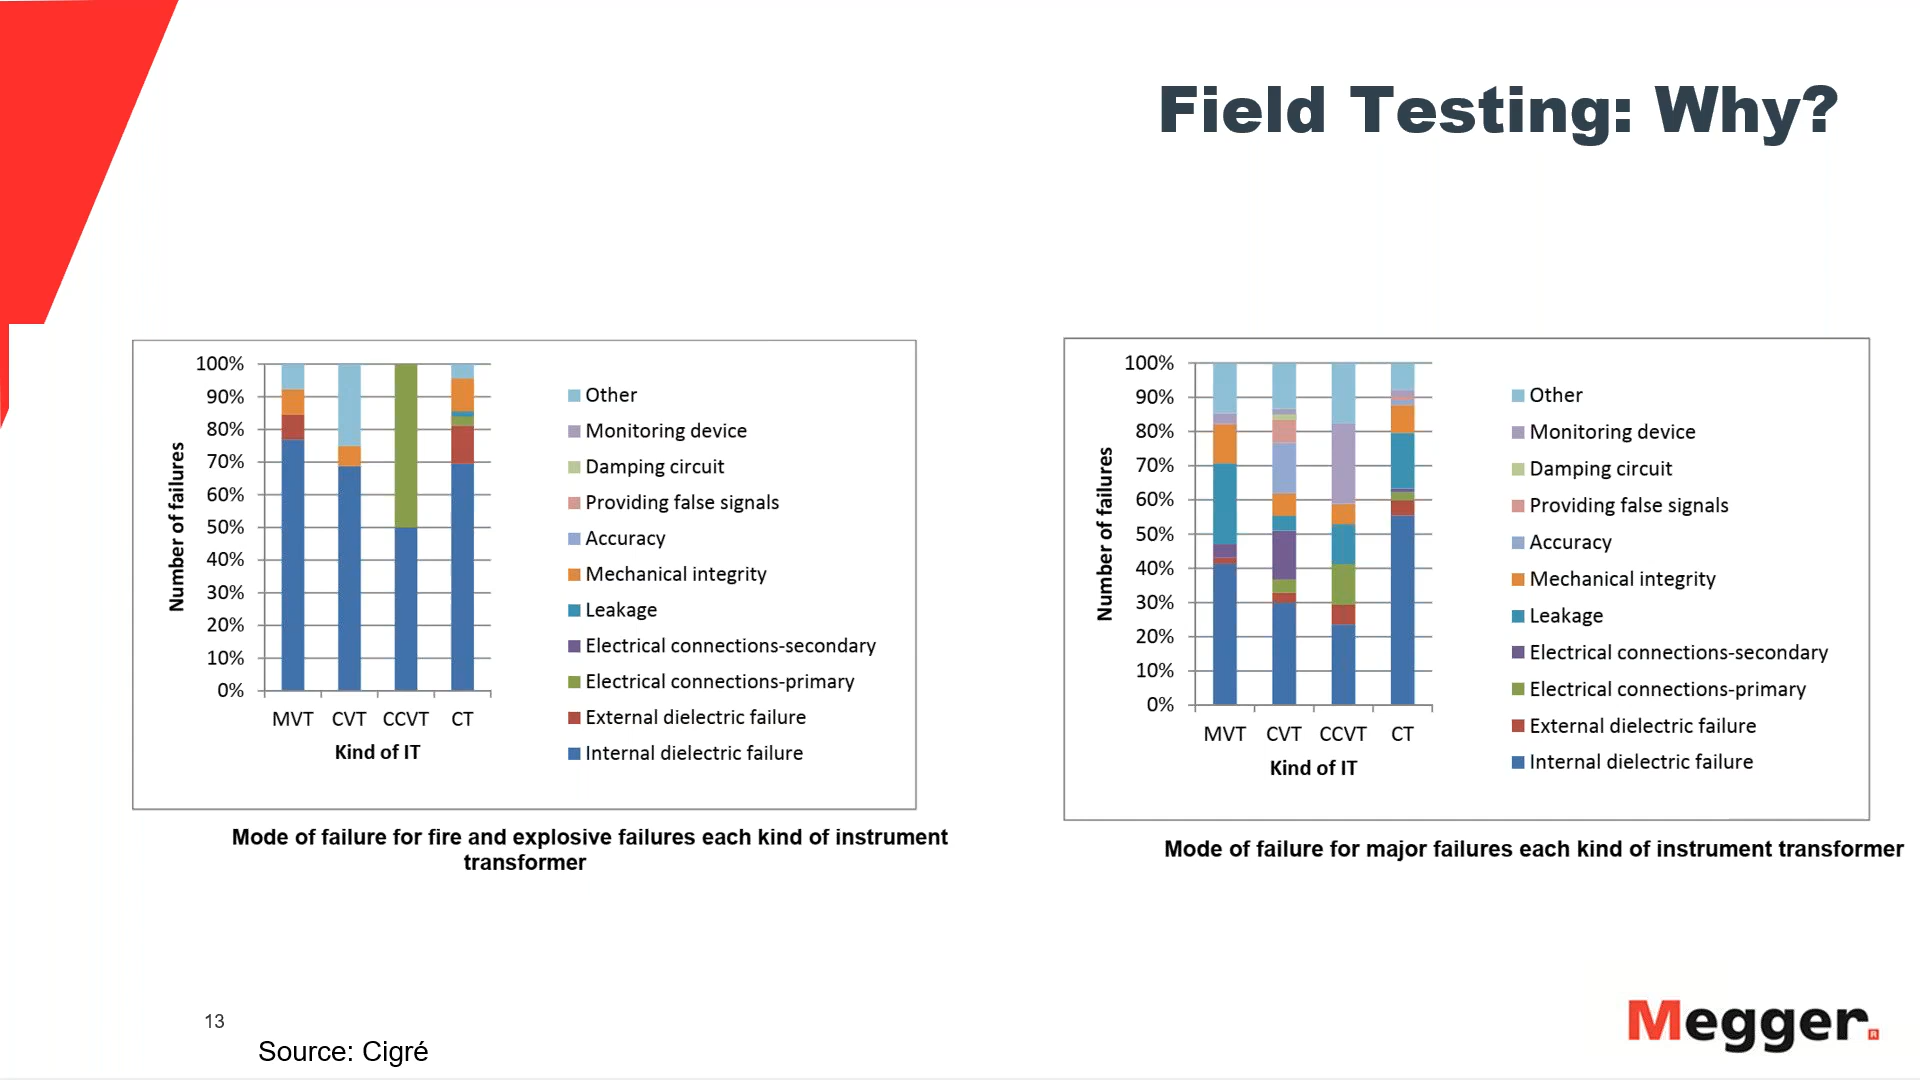 Field Testing: Why?
100%
90%
80%
70%
60%
50%
40%
30%
20%
10%
0%
Number of failures
MVT CVT CCVT CT
Kind of IT
Other
Monitoring device
Damping circuit
Providing false signals
Accuracy
Mechanical integrity
Leakage
Electrical connections-secondary
Electrical connections-primary
External dielectric failure
Internal dielectric failure
Mode of failure for fire and explosive failures each kind of instrument
transformer
100%
90%
80%
70%
60%
50%
40%
30%
20%
10%
0%
Number of failures
MVT CVT CCVT CT
Kind of IT
Other
Monitoring device
Damping circuit
Providing false signals
Accuracy
Mechanical integrity
Leakage
Electrical connections-secondary
Electrical connections-primary
External dielectric failure
Internal dielectric failure
Mode of failure for major failures each kind of instrument transformer
13
Source: Cigré
Megger.